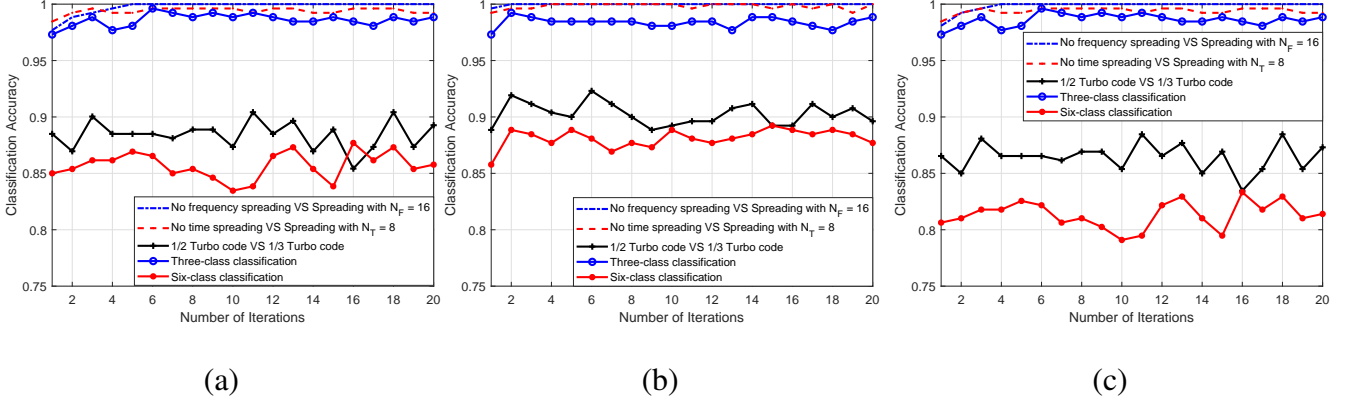 1
0.95
0.9
0.85
0.8
0.75
Classification Accuracy
No frequency spreading VS Spreading with N_F = 16
No time spreading VS Spreading with N_T = 8
1/2 Turbo code VS 1/3 Turbo code
Three-class classification
Six-class classification
2 4 6 8 10 12 14 16 18 20
Number of Iterations
(a)
1
0.95
0.9
0.85
0.8
0.75
Classification Accuracy
No frequency spreading VS Spreading with N_F = 16
No time spreading VS Spreading with N_T = 8
1/2 Turbo code VS 1/3 Turbo code
Three-class classification
Six-class classification
2 4 6 8 10 12 14 16 18 20
Number of Iterations
(b)
1
0.95
0.9
0.85
0.8
0.75
Classification Accuracy
No frequency spreading VS Spreading with N_F = 16
No time spreading VS Spreading with N_T = 8
1/2 Turbo code VS 1/3 Turbo code
Three-class classification
Six-class classification
2 4 6 8 10 12 14 16 18 20
Number of Iterations
(c)